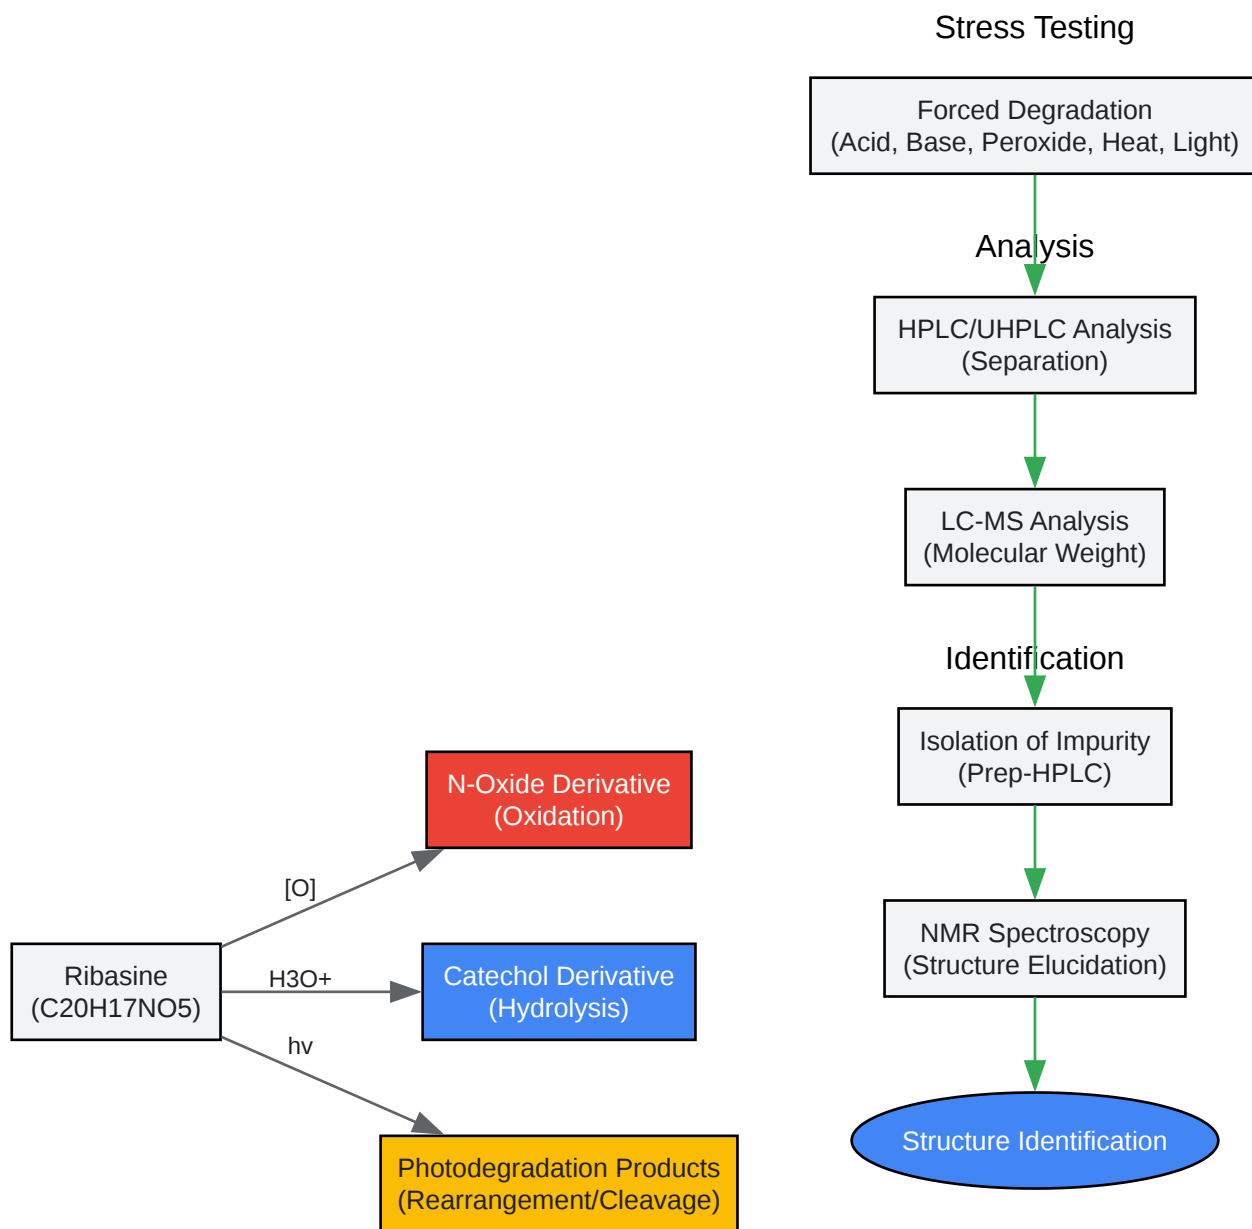 Stress Testing
Forced Degradation
(Acid, Base, Peroxide, Heat, Light)
Analysis
HPLC/UHPLC Analysis
(Separation)
LC-MS Analysis
(Molecular Weight)
Identification
Isolation of Impurity
(Prep-HPLC)
NMR Spectroscopy
(Structure Elucidation)
Structure Identification
Ribasine
(C20H17NO5)
[O]
N-Oxide Derivative
(Oxidation)
H3O+
Catechol Derivative
(Hydrolysis)
hv
Photodegradation Products
(Rearrangement/Cleavage)